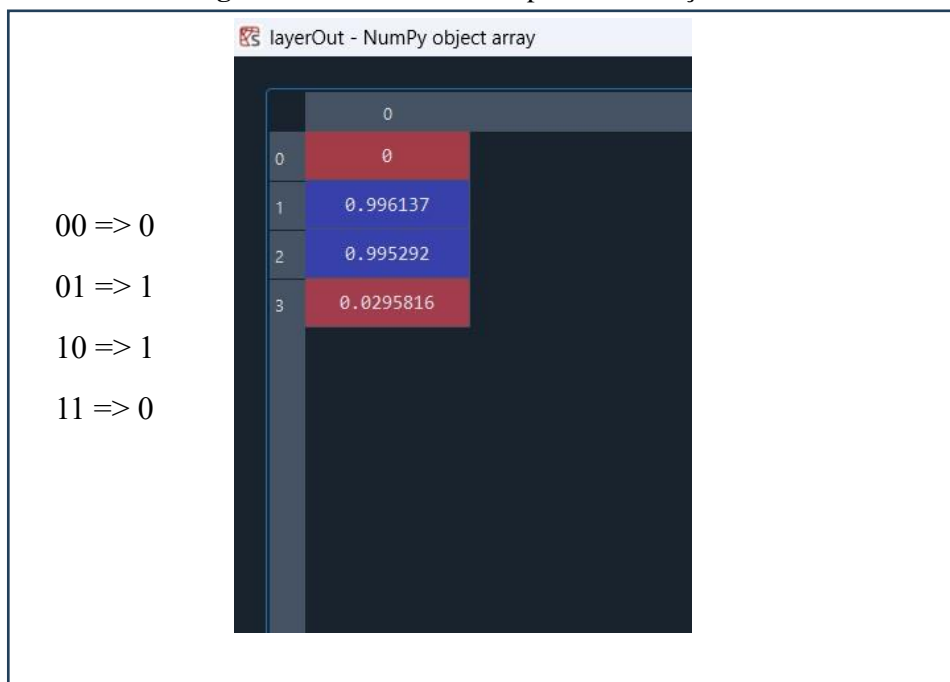 layerOut - NumPy object array
0
0 0
1 0.996137
2 0.995292
3 0.0295816
00 => 0
01 => 1
10 => 1
11 => 0